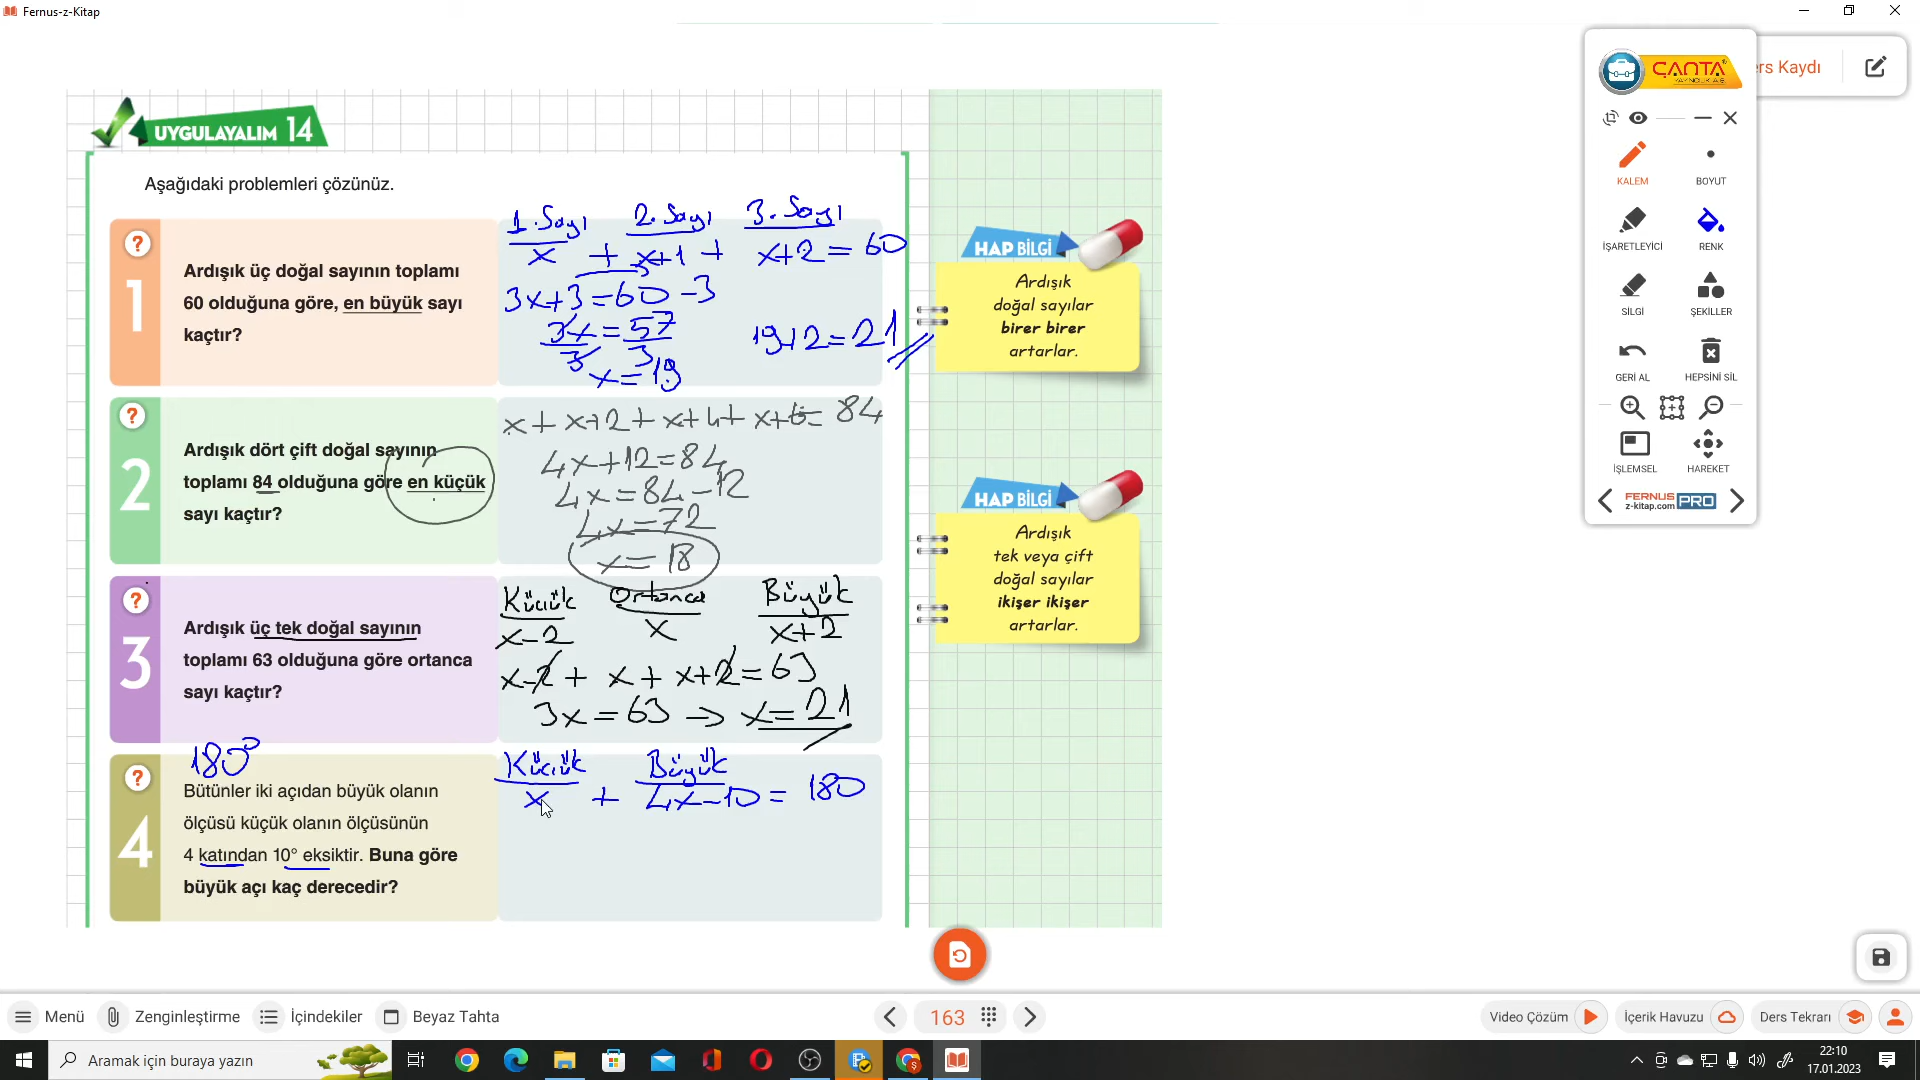 Fernus-z-Kitap
ÇANTA
YAYINCILIK A.Ş.
ers Kaydı
KALEM
BOYUT
İŞARETLEYİCİ
RENK
SİLGİ
ŞEKİLLER
GERİ AL
HEPSİNİ SİL
İŞLEMSEL
HAREKET
FERNUS
z-kitap.com PRO
UYGULAYALIM 14
Aşağıdaki problemleri çözünüz.
?
1
Ardışık üç doğal sayının toplamı
60 olduğuna göre, en büyük sayı
kaçtır?
1. Sayı 2. Sayı 3. Sayı
x + x+1 + x+2 = 60
3x+3=60-3
3x = 57
3 3
x=19
19+2=21
HAP BİLGİ
Ardışık
doğal sayılar
birer birer
artarlar.
?
2
Ardışık dört çift doğal sayının
toplamı 84 olduğuna göre en küçük
sayı kaçtır?
x + x+2 + x+4 + x+6= 84
4x+12=84
4x=84-12
4x=72
x=18
HAP BİLGİ
Ardışık
tek veya çift
doğal sayılar
ikişer ikişer
artarlar.
?
3
Ardışık üç tek doğal sayının
toplamı 63 olduğuna göre ortanca
sayı kaçtır?
Küçük Ortanca Büyük
x-2 x x+2
x-2 + x + x+2 = 63
3x = 63 → x=21
?
4
180°
Bütünler iki açıdan büyük olanın
ölçüsü küçük olanın ölçüsünün
4 katından 10° eksiktir. Buna göre
büyük açı kaç derecedir?
Küçük Büyük
x + 4x-10 = 180
Menü
Zenginleştirme
İçindekiler
Beyaz Tahta
163
Video Çözüm
İçerik Havuzu
Ders Tekrarı
Aramak için buraya yazın
22:10
17.01.2023